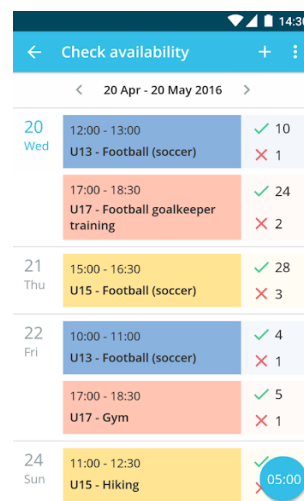 14:30
Check availability
20 Apr - 20 May 2016
20
Wed
12:00 - 13:00
U13 - Football (soccer)
10
1
17:00 - 18:30
U17 - Football goalkeeper
training
24
2
21
Thu
15:00 - 16:30
U15 - Football (soccer)
28
3
22
Fri
10:00 - 11:00
U13 - Football (soccer)
4
1
17:00 - 18:30
U17 - Gym
5
1
24
Sun
11:00 - 12:30
U15 - Hiking
05:00